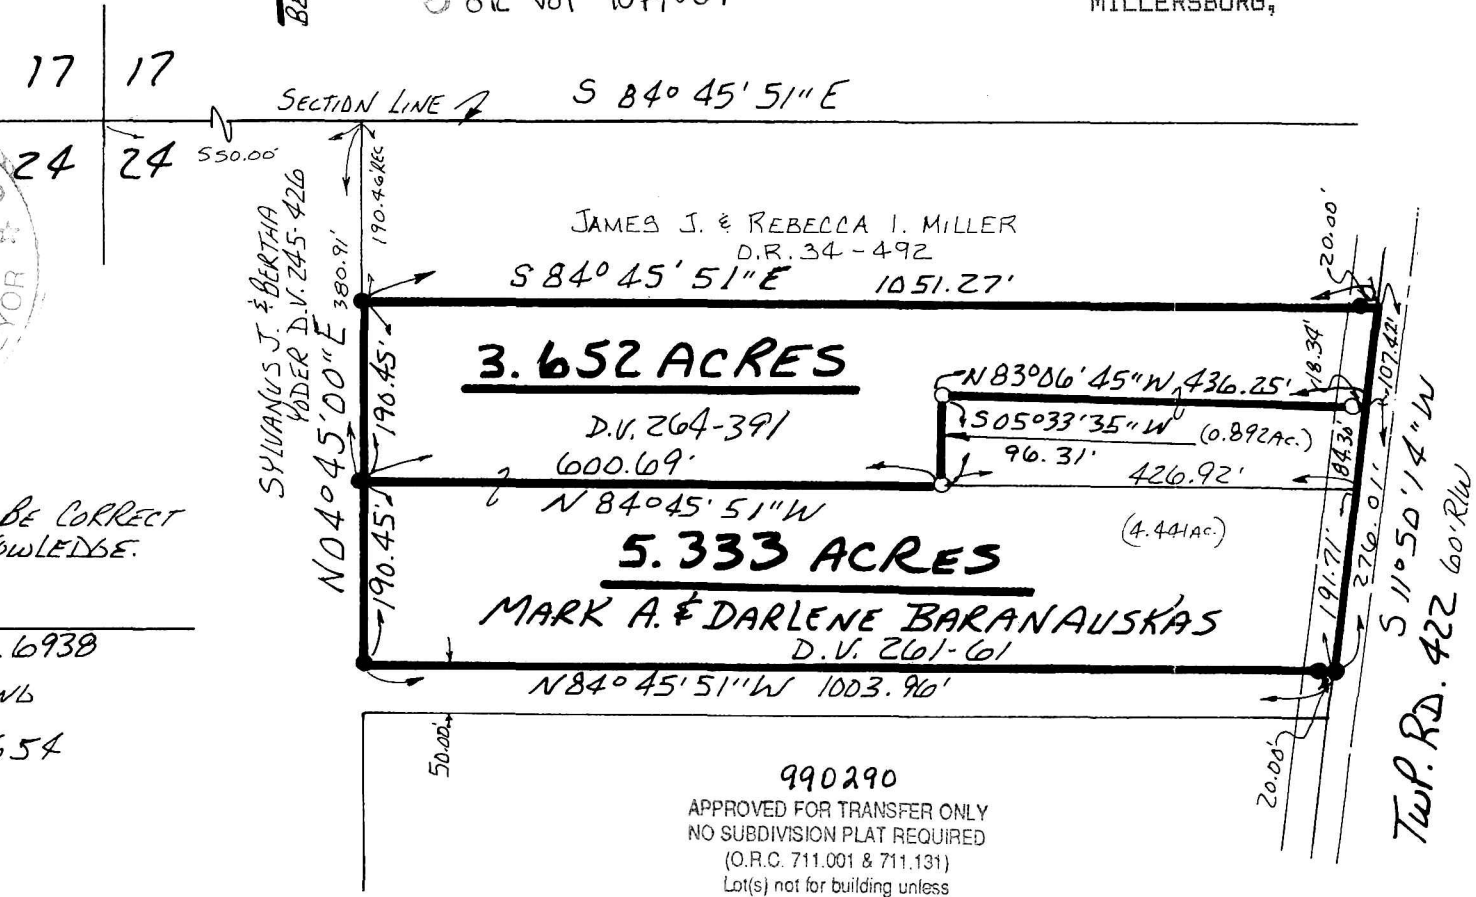 MILLERSBURG,
17 17
SECTION LINE
S 84° 45' 51" E
24 24
550.00'
190.46' REC
380.91'
SYLVANUS J. & BERTHA
YODER D.V. 245-426
N 04° 45' 00" E
JAMES J. & REBECCA I. MILLER
D.R. 34-492
S 84° 45' 51" E 1051.27'
20.00'
3.652 ACRES
190.45'
D.V. 264-391
N 83° 06' 45" W 436.25'
18.34'
107.42'
S 05° 33' 35" W (0.892 Ac.)
96.31'
84.30'
426.92'
600.69'
N 84° 45' 51" W
(4.441 Ac.)
5.333 ACRES
190.45'
MARK A. & DARLENE BARANAUSKAS
D.V. 261-61
191.71'
276.01'
S 11° 50' 14" W
TWP. RD. 422 60' R/W
N 84° 45' 51" W 1003.96'
50.00'
20.00'
BE CORRECT
6938
654
YOR
990290
APPROVED FOR TRANSFER ONLY
NO SUBDIVISION PLAT REQUIRED
(O.R.C. 711.001 & 711.131)
Lot(s) not for building unless